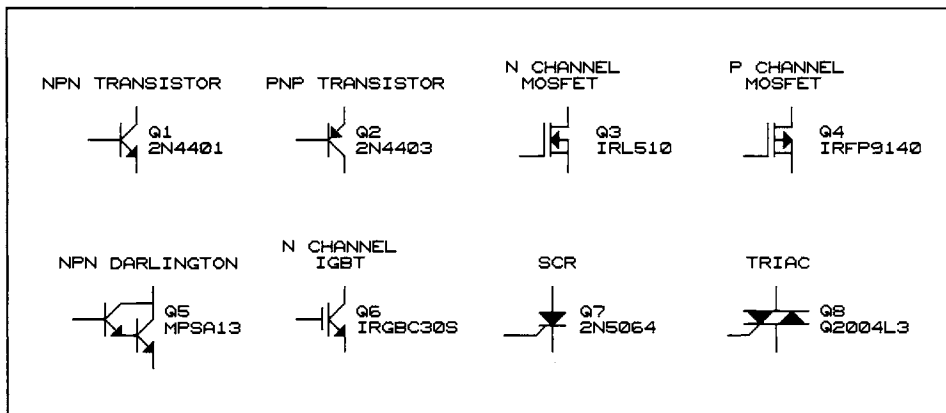 NPN TRANSISTOR
Q1
2N4401
PNP TRANSISTOR
Q2
2N4403
N CHANNEL
MOSFET
Q3
IRL510
P CHANNEL
MOSFET
Q4
IRFP9140
NPN DARLINGTON
Q5
MPSA13
N CHANNEL
IGBT
Q6
IRGBC30S
SCR
Q7
2N5064
TRIAC
Q8
Q2004L3